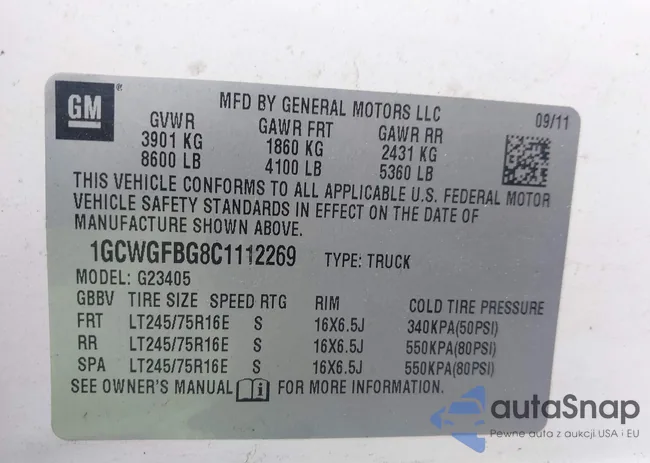 GM
MFD BY GENERAL MOTORS LLC
09/11
GVWR GAWR FRT GAWR RR
3901 KG 1860 KG 2431 KG
8600 LB 4100 LB 5360 LB
THIS VEHICLE CONFORMS TO ALL APPLICABLE U.S. FEDERAL MOTOR
VEHICLE SAFETY STANDARDS IN EFFECT ON THE DATE OF
MANUFACTURE SHOWN ABOVE.
1GCWGFBG8C1112269 TYPE: TRUCK
MODEL: G23405
GBBV TIRE SIZE SPEED RTG RIM COLD TIRE PRESSURE
FRT LT245/75R16E S 16X6.5J 340KPA(50PSI)
RR LT245/75R16E S 16X6.5J 550KPA(80PSI)
SPA LT245/75R16E S 16X6.5J 550KPA(80PSI)
SEE OWNER'S MANUAL FOR MORE INFORMATION.
autaSnap
Pewne auta z aukcji USA i EU